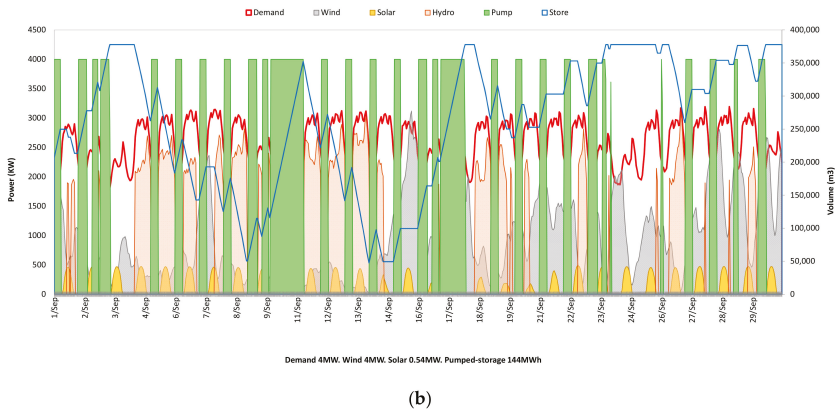 Demand Wind Solar Hydro Pump Store
4500 400,000
4000 350,000
3500 300,000
3000 250,000
2500 200,000
2000 150,000
1500 100,000
1000 50,000
500
0 0
Power (KW)
Volume (m3)
1/Sep 2/Sep 3/Sep 4/Sep 6/Sep 7/Sep 8/Sep 9/Sep 11/Sep 12/Sep 13/Sep 14/Sep 16/Sep 17/Sep 18/Sep 19/Sep 21/Sep 22/Sep 23/Sep 24/Sep 26/Sep 27/Sep 28/Sep 29/Sep
Demand 4MW. Wind 4MW. Solar 0.54MW. Pumped-storage 144MWh
(b)